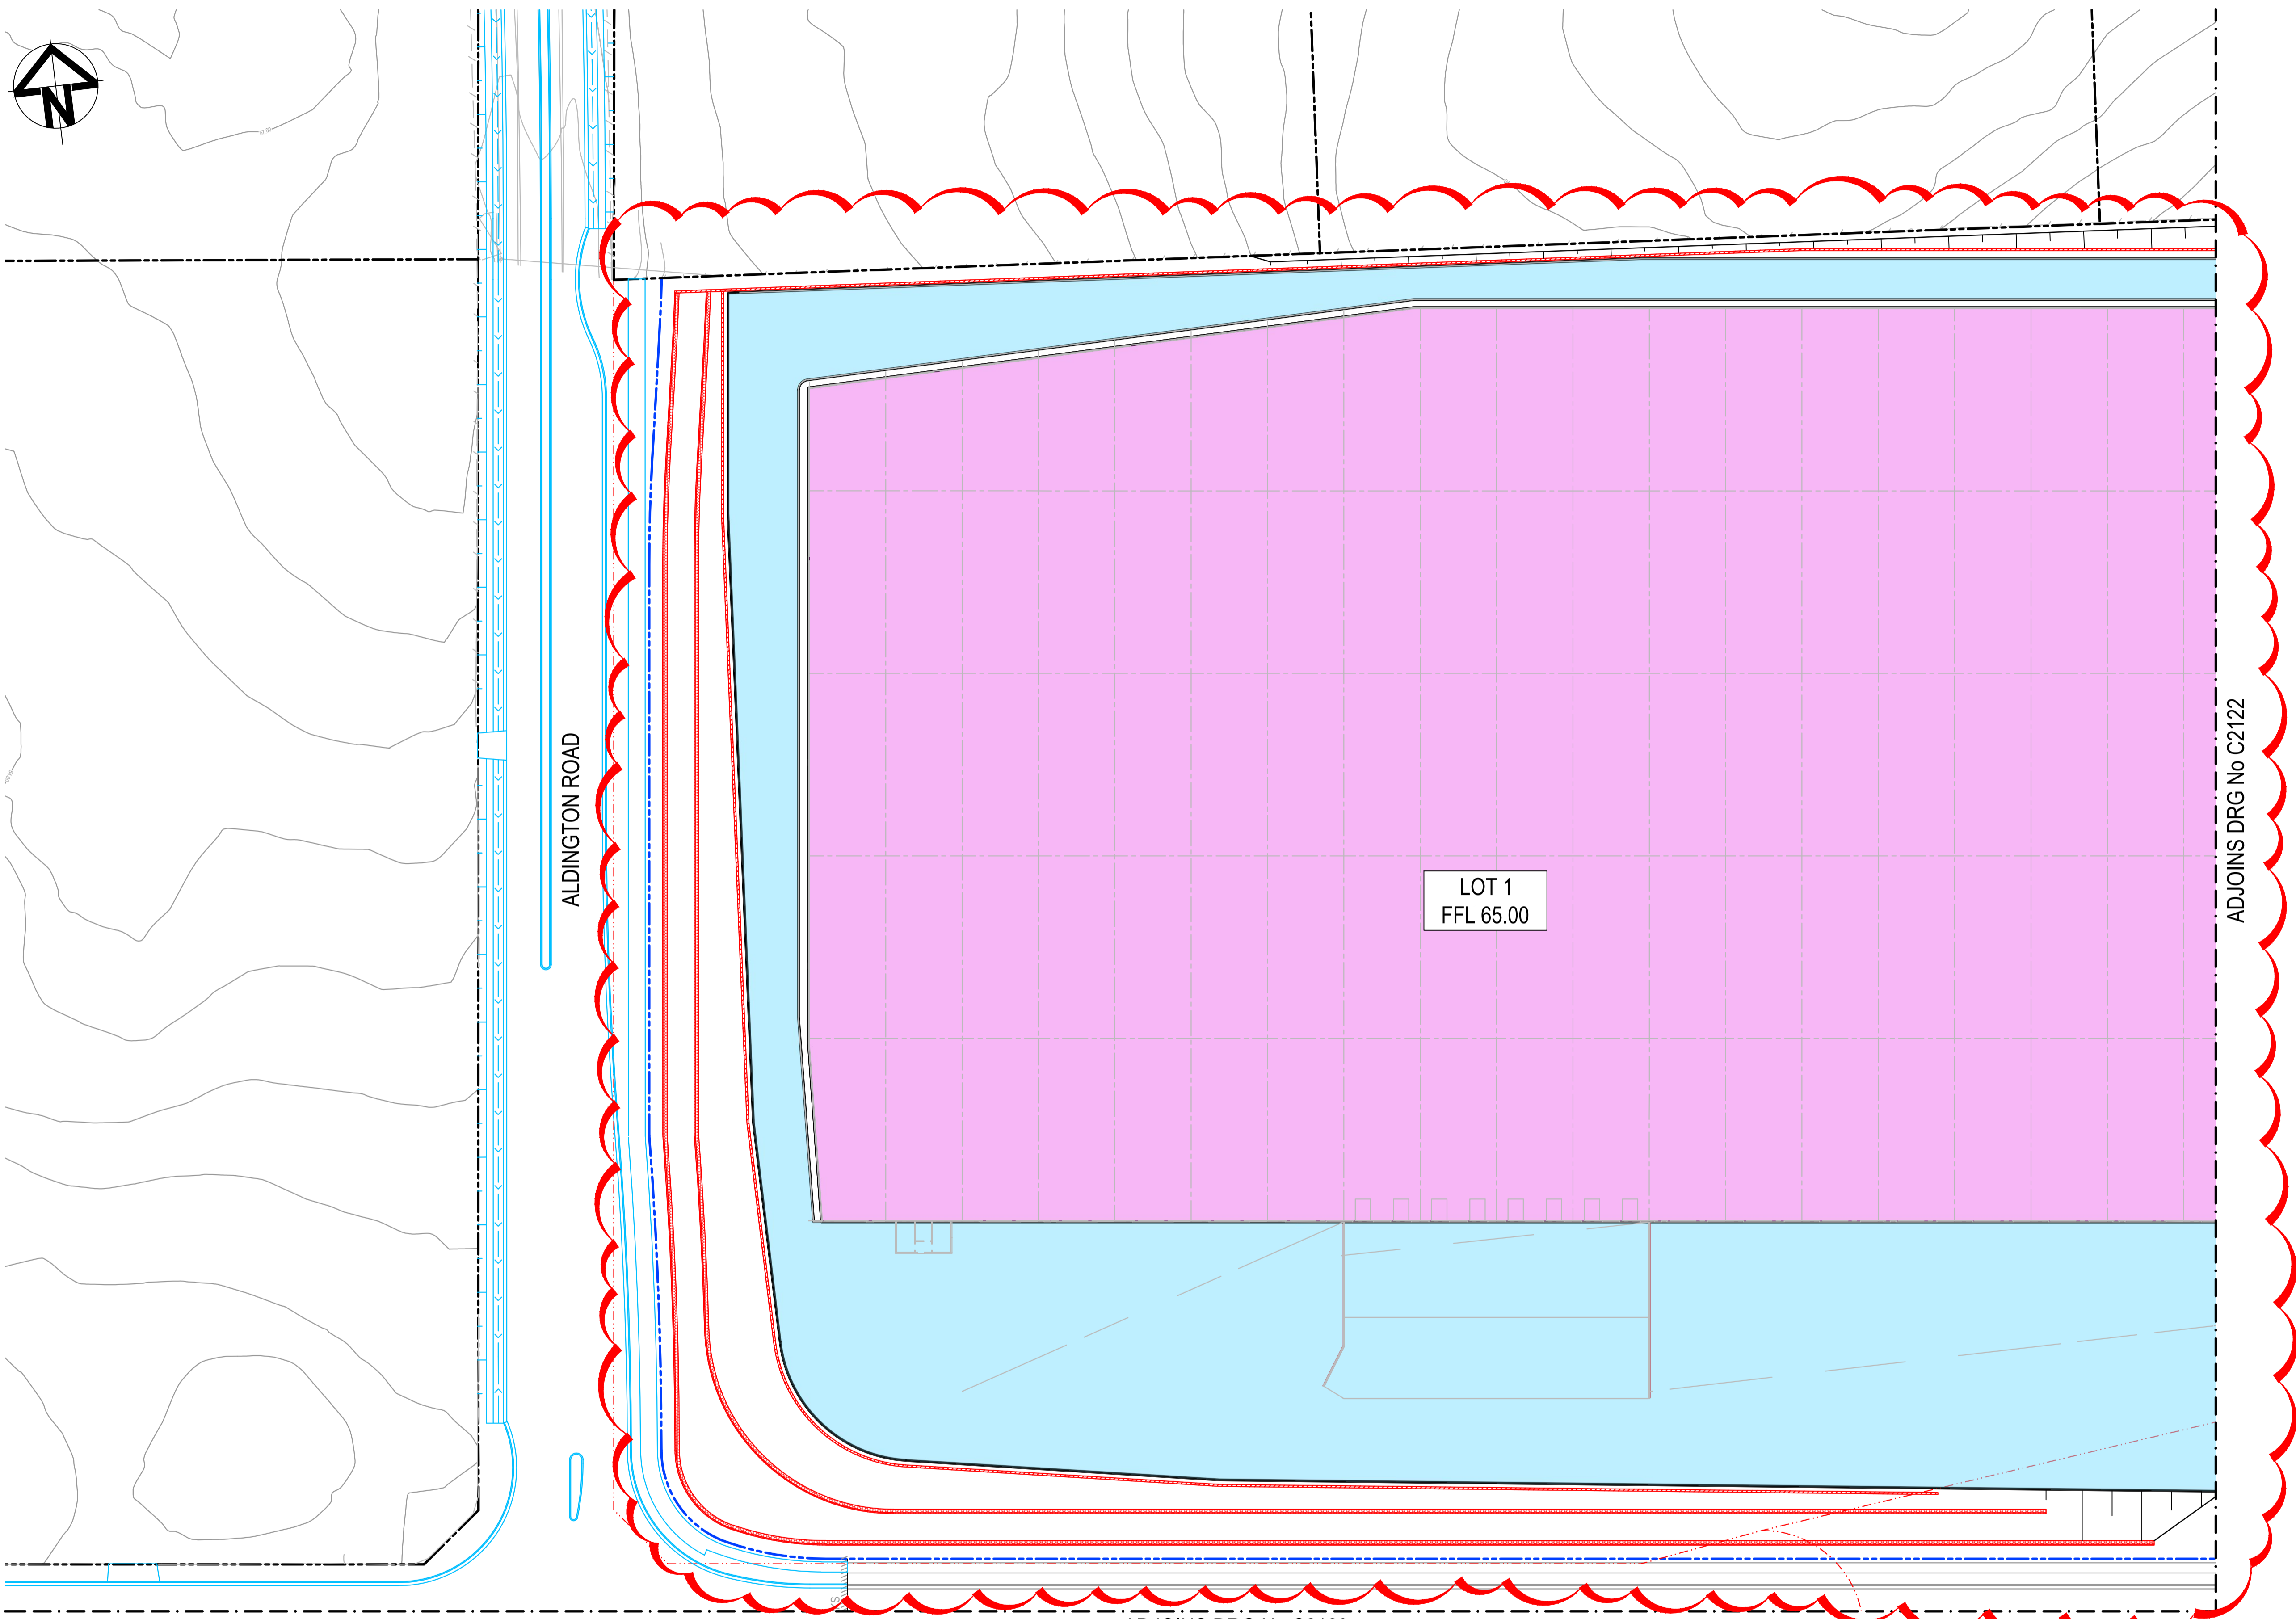 N
ALDINGTON ROAD
LOT 1
FFL 65.00
ADJOINS DRG No C2122